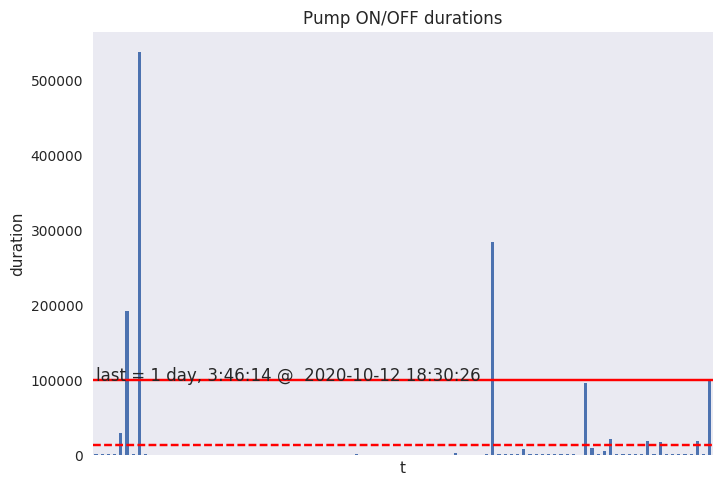 Pump ON/OFF durations
500000
400000
300000
200000
100000
0
duration
last = 1 day, 3:46:14 @  2020-10-12 18:30:26
t